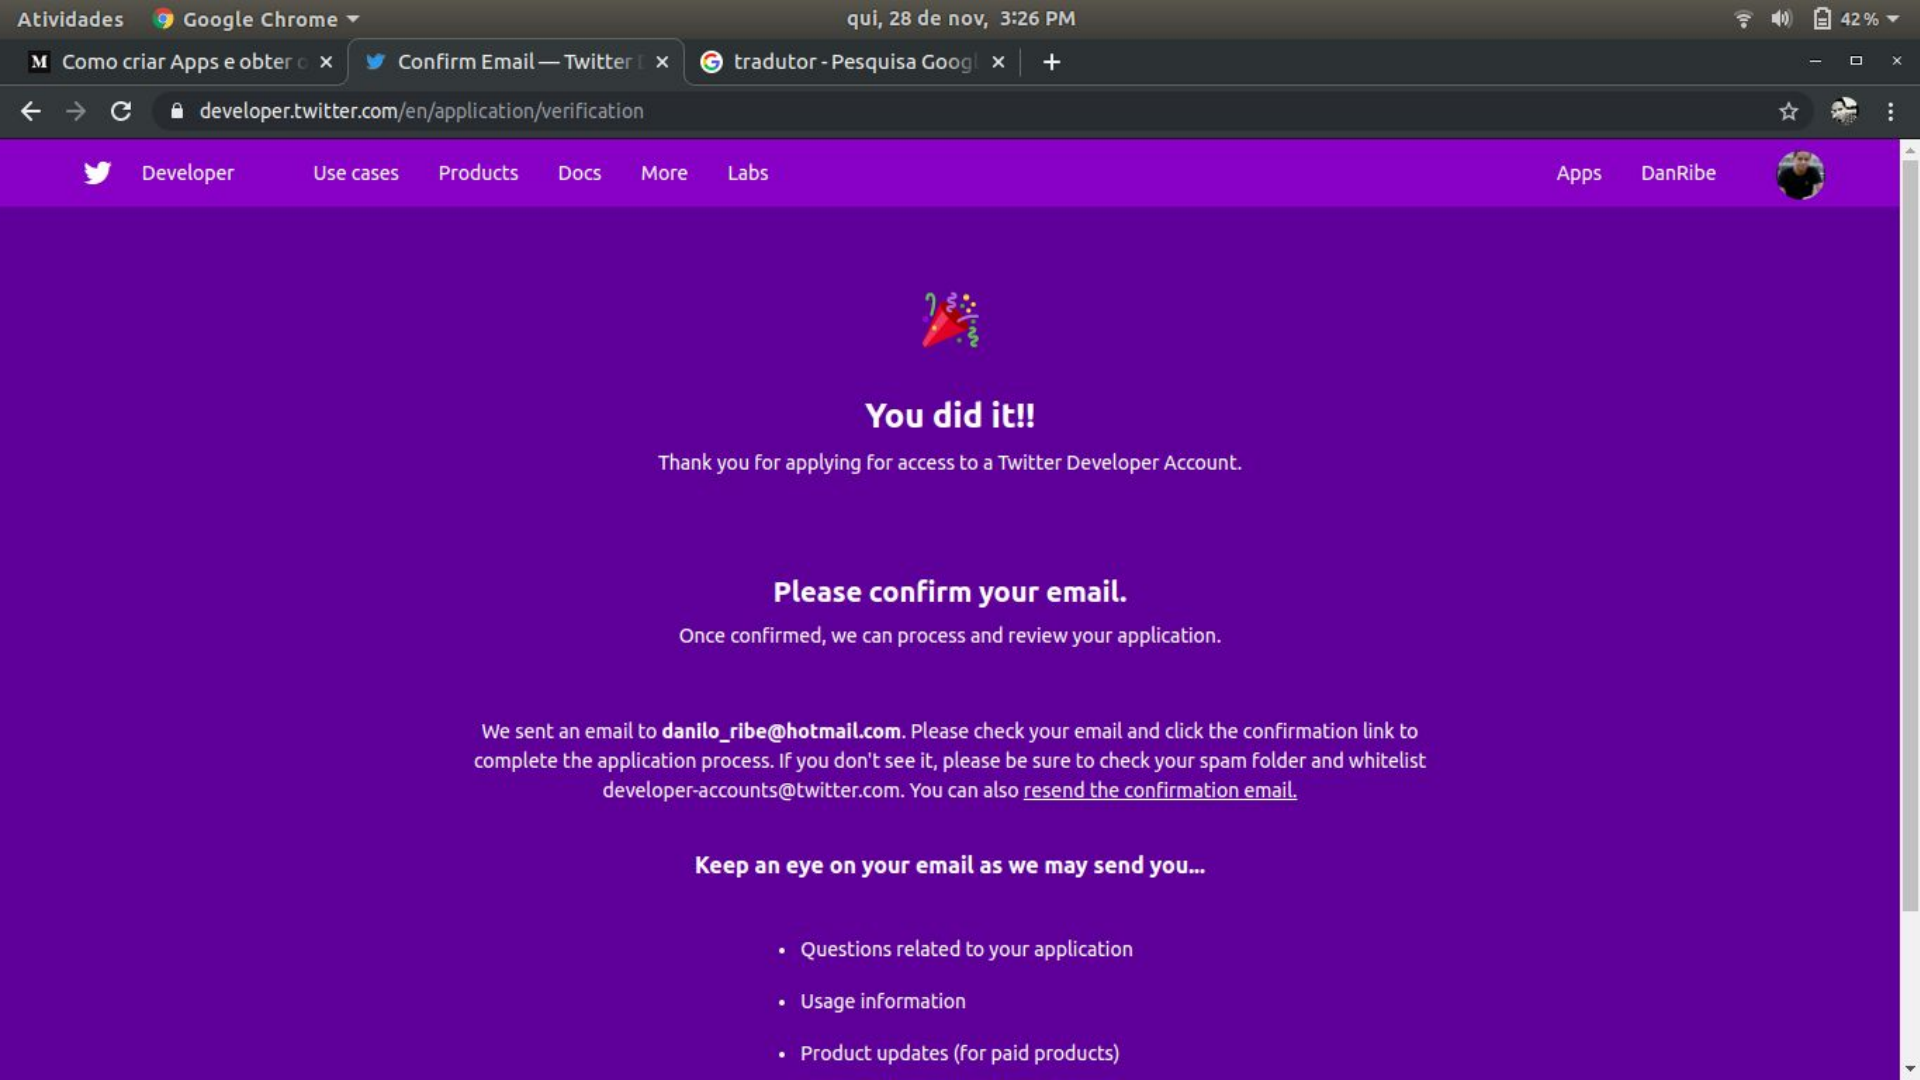 Atividades Google Chrome qui, 28 de nov, 3:26 PM 42 %
M Como criar Apps e obter Confirm Email — Twitter tradutor - Pesquisa Goog
developer.twitter.com/en/application/verification
Developer Use cases Products Docs More Labs Apps DanRibe
You did it!!
Thank you for applying for access to a Twitter Developer Account.
Please confirm your email.
Once confirmed, we can process and review your application.
We sent an email to danilo_ribe@hotmail.com. Please check your email and click the confirmation link to
complete the application process. If you don't see it, please be sure to check your spam folder and whitelist
developer-accounts@twitter.com. You can also resend the confirmation email.
Keep an eye on your email as we may send you...
• Questions related to your application
• Usage information
• Product updates (for paid products)